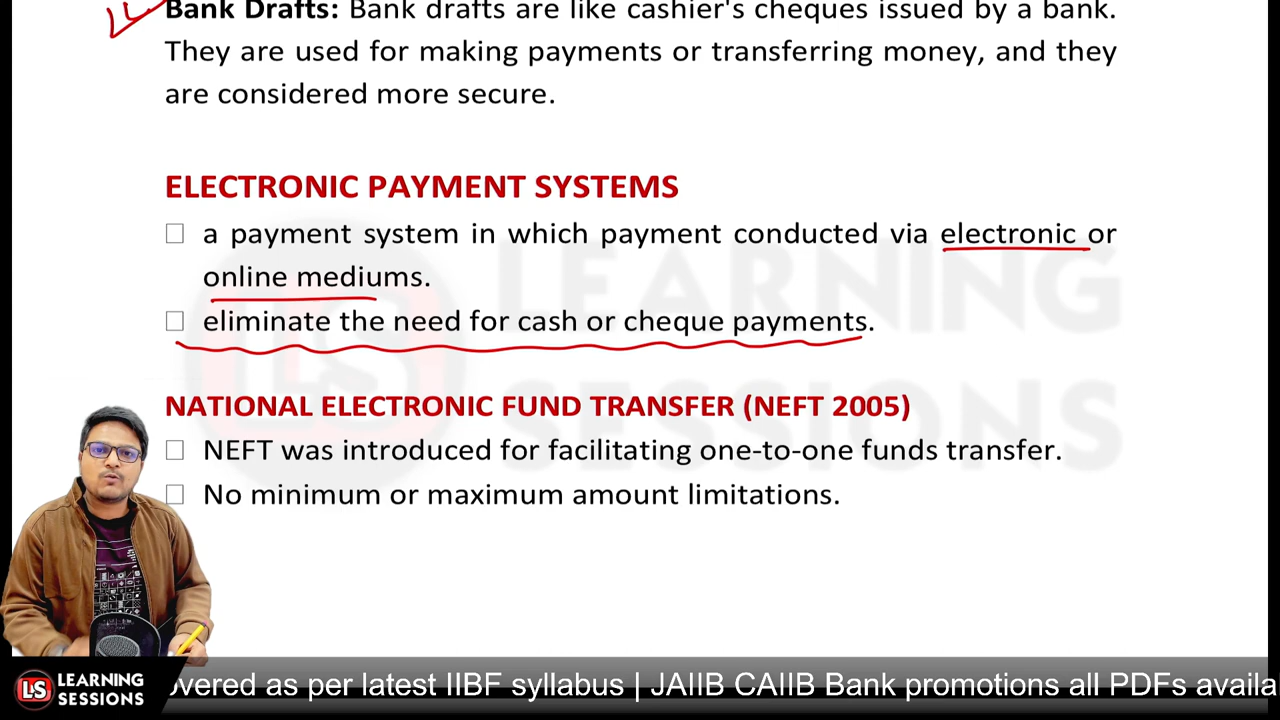 Bank Drafts: Bank drafts are like cashier's cheques issued by a bank.
They are used for making payments or transferring money, and they
are considered more secure.
ELECTRONIC PAYMENT SYSTEMS
a payment system in which payment conducted via electronic or
online mediums.
eliminate the need for cash or cheque payments.
NATIONAL ELECTRONIC FUND TRANSFER (NEFT 2005)
NEFT was introduced for facilitating one-to-one funds transfer.
No minimum or maximum amount limitations.
LS LEARNING
SESSIONS
LS LEARNING
SESSIONS
overed as per latest IIBF syllabus | JAIIB CAIIB Bank promotions all PDFs availa